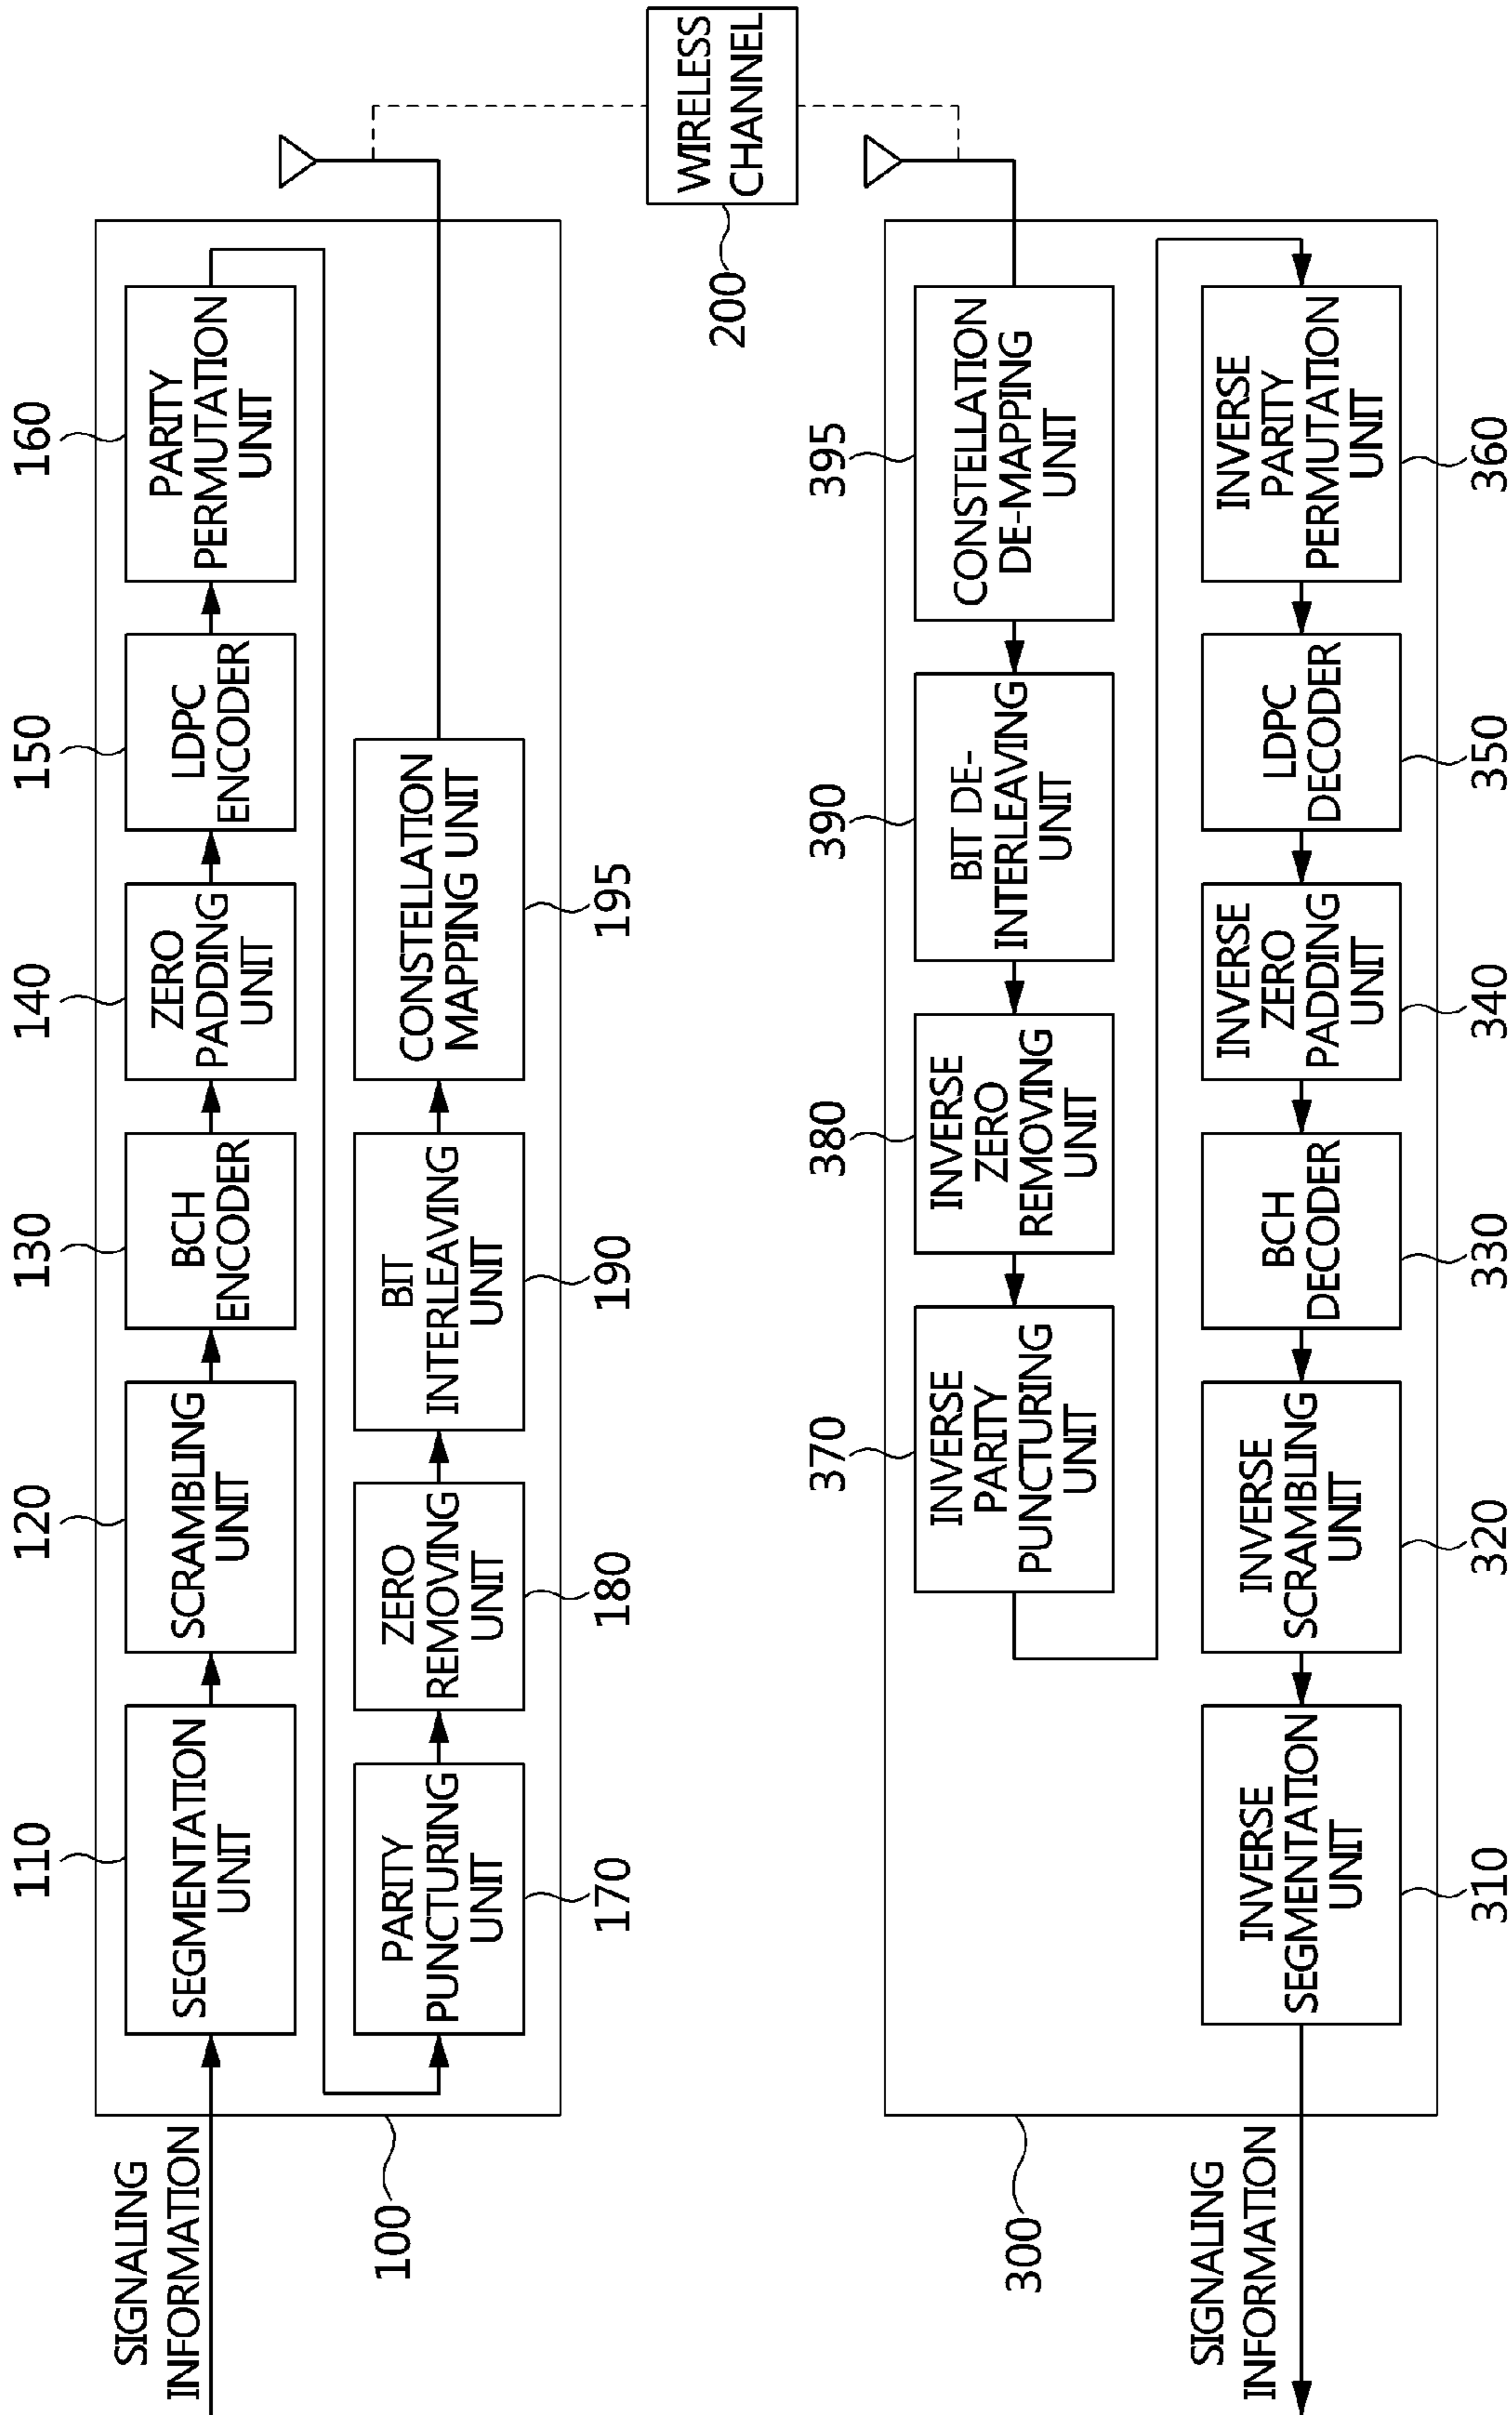 SIGNALING
INFORMATION
100
110
SEGMENTATION
UNIT
120
SCRAMBLING
UNIT
130
BCH
ENCODER
140
ZERO
PADDING
UNIT
150
LDPC
ENCODER
160
PARITY
PERMUTATION
UNIT
PARITY
PUNCTURING
UNIT
170
ZERO
REMOVING
UNIT
180
BIT
INTERLEAVING
UNIT
190
CONSTELLATION
MAPPING UNIT
195
WIRELESS
CHANNEL
200
300
370
INVERSE
PARITY
PUNCTURING
UNIT
380
INVERSE
ZERO
REMOVING
UNIT
390
BIT DE-
INTERLEAVING
UNIT
395
CONSTELLATION
DE-MAPPING
UNIT
SIGNALING
INFORMATION
INVERSE
SEGMENTATION
UNIT
310
INVERSE
SCRAMBLING
UNIT
320
BCH
DECODER
330
INVERSE
ZERO
PADDING
UNIT
340
LDPC
DECODER
350
INVERSE
PARITY
PERMUTATION
UNIT
360